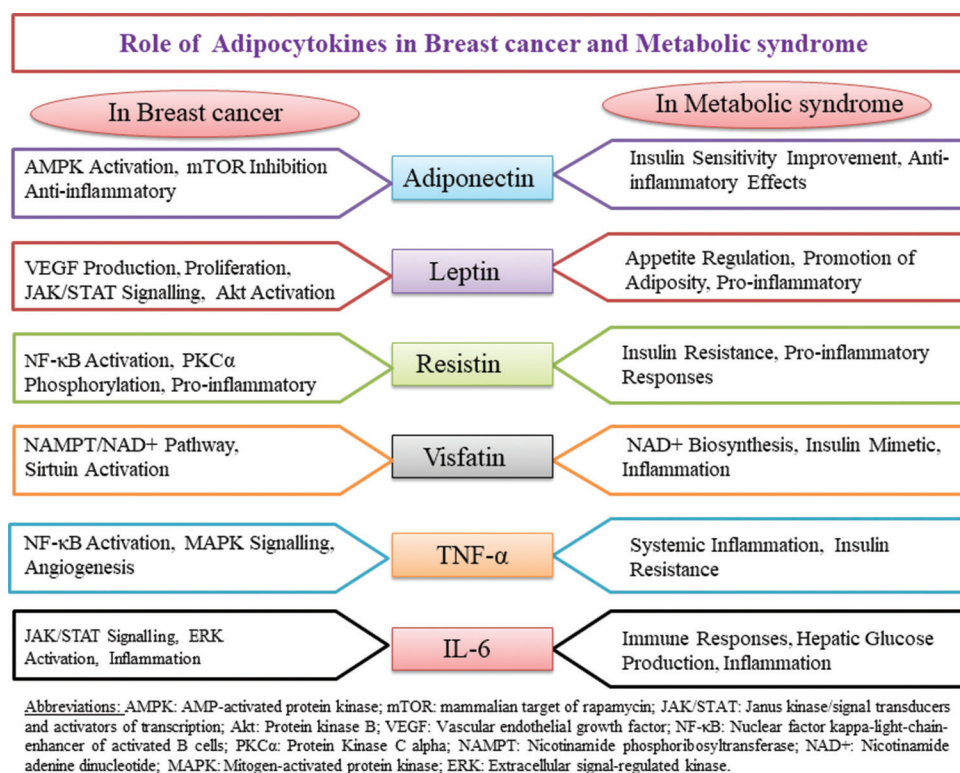 Role of Adipocytokines in Breast cancer and Metabolic syndrome
In Breast cancer
In Metabolic syndrome
AMPK Activation, mTOR Inhibition
Anti-inflammatory
Adiponectin
Insulin Sensitivity Improvement, Anti-
inflammatory Effects
VEGF Production, Proliferation,
JAK/STAT Signalling, Akt Activation
Leptin
Appetite Regulation, Promotion of
Adiposity, Pro-inflammatory
NF-κB Activation, PKCα
Phosphorylation, Pro-inflammatory
Resistin
Insulin Resistance, Pro-inflammatory
Responses
NAMPT/NAD+ Pathway,
Sirtuin Activation
Visfatin
NAD+ Biosynthesis, Insulin Mimetic,
Inflammation
NF-κB Activation, MAPK Signalling,
Angiogenesis
TNF-α
Systemic Inflammation, Insulin
Resistance
JAK/STAT Signalling, ERK
Activation, Inflammation
IL-6
Immune Responses, Hepatic Glucose
Production, Inflammation
Abbreviations: AMPK: AMP-activated protein kinase; mTOR: mammalian target of rapamycin; JAK/STAT: Janus kinase/signal transducers
and activators of transcription; Akt: Protein kinase B; VEGF: Vascular endothelial growth factor; NF-κB: Nuclear factor kappa-light-chain-
enhancer of activated B cells; PKCα: Protein Kinase C alpha; NAMPT: Nicotinamide phosphoribosyltransferase; NAD+: Nicotinamide
adenine dinucleotide; MAPK: Mitogen-activated protein kinase; ERK: Extracellular signal-regulated kinase.